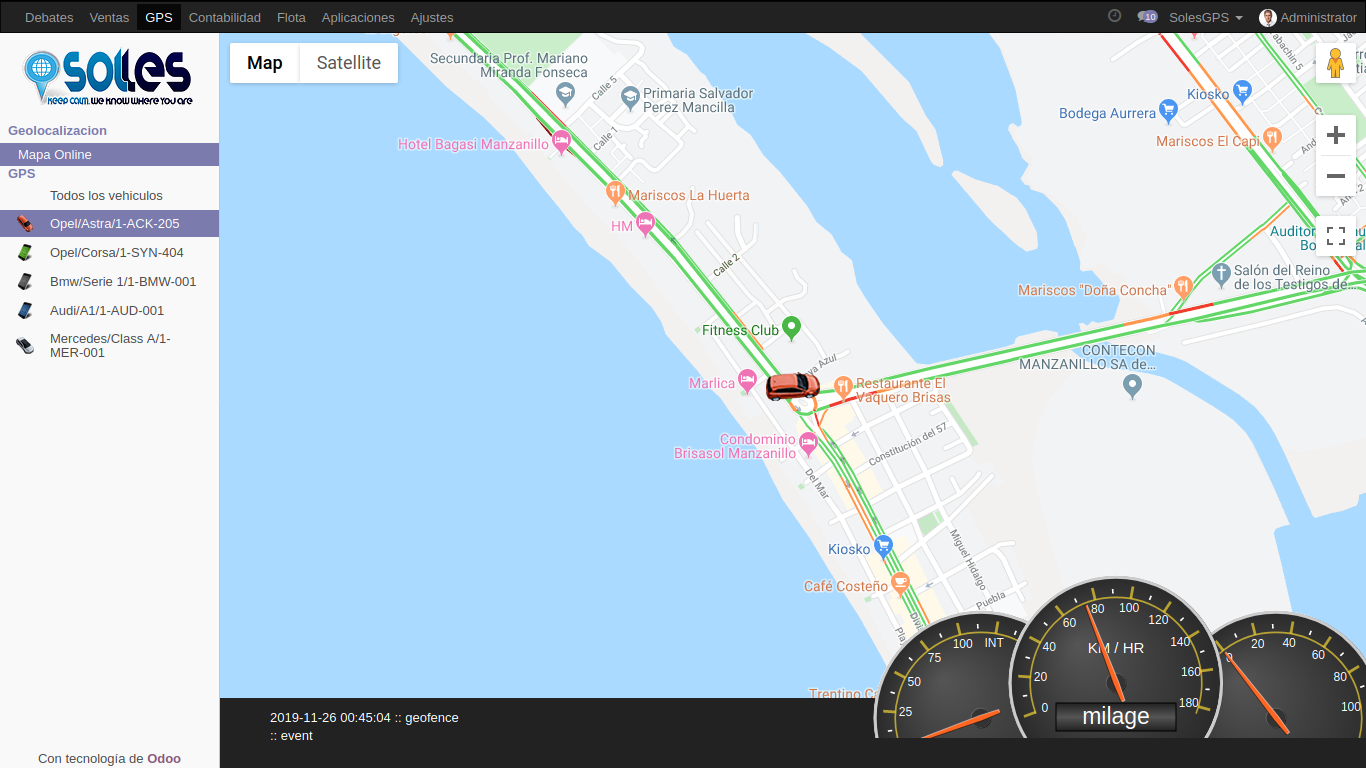 Debates Ventas GPS Contabilidad Flota Aplicaciones Ajustes 10 SolesGPS Administrator
SOLLES
KEEP CALM, WE KNOW WHERE YOU ARE
Geolocalizacion
Mapa Online
GPS
Todos los vehiculos
Opel/Astra/1-ACK-205
Opel/Corsa/1-SYN-404
Bmw/Serie 1/1-BMW-001
Audi/A1/1-AUD-001
Mercedes/Class A/1-
MER-001
Con tecnología de Odoo
Map Satellite
Secundaria Prof. Mariano
Miranda Fonseca
Calle 5
Primaria Salvador
Perez Mancilla
Calle 1
Hotel Bagasi Manzanillo
Mariscos La Huerta
HM
Calle 2
Kiosko
Bodega Aurrera
Mariscos El Capi
Salón del Reino
de los Testigos de...
Mariscos "Doña Concha"
Fitness Club
CONTECON
MANZANILLO SA de...
Marlica
Restaurante El
Vaquero Brisas
Condominio
Brisasol Manzanillo
Constitución del 57
Del Mar
Kiosko
Miguel Hidalgo
Café Costeño
Puebla
2019-11-26 00:45:04 :: geofence
:: event
25 50 75 100 INT
0 20 40 60 80 100 120 140 160 180
KM / HR
milage
0 20 40 60 80 100